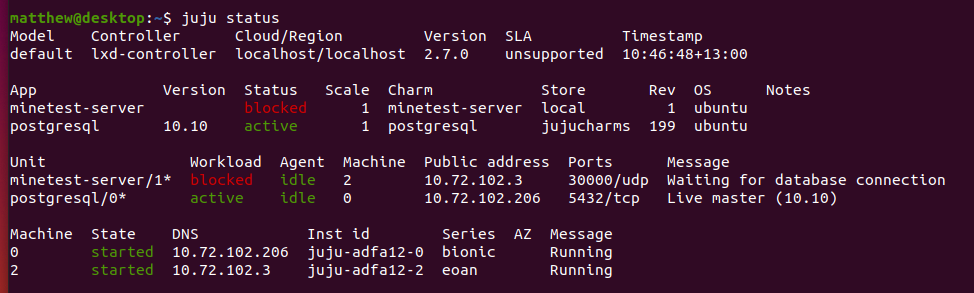 matthew@desktop:~$ juju status
Model    Controller      Cloud/Region         Version  SLA          Timestamp
default  lxd-controller  localhost/localhost  2.7.0    unsupported  10:46:48+13:00
App              Version  Status   Scale  Charm            Store       Rev  OS      Notes
minetest-server           blocked      1  minetest-server  local         1  ubuntu
postgresql       10.10    active       1  postgresql       jujucharms  199  ubuntu
Unit                Workload  Agent  Machine  Public address  Ports      Message
minetest-server/1*  blocked   idle   2        10.72.102.3     30000/udp  Waiting for database connection
postgresql/0*       active    idle   0        10.72.102.206   5432/tcp   Live master (10.10)
Machine  State    DNS            Inst id        Series  AZ  Message
0        started  10.72.102.206  juju-adfa12-0  bionic      Running
2        started  10.72.102.3    juju-adfa12-2  eoan        Running